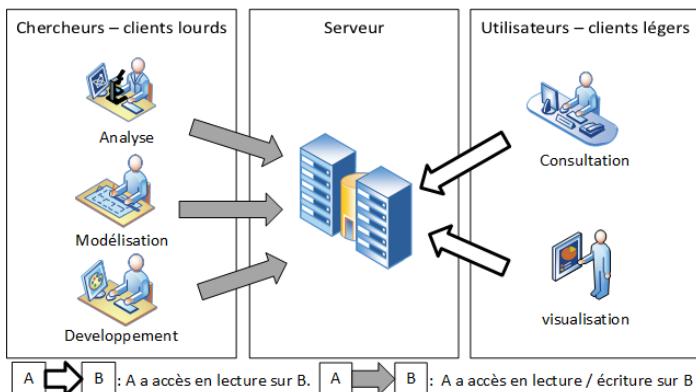 Chercheurs – clients lourds
Serveur
Utilisateurs – clients légers
Analyse
Modélisation
Developpement
Consultation
visualisation
A B : A a accès en lecture sur B.
A B : A a accès en lecture / écriture sur B